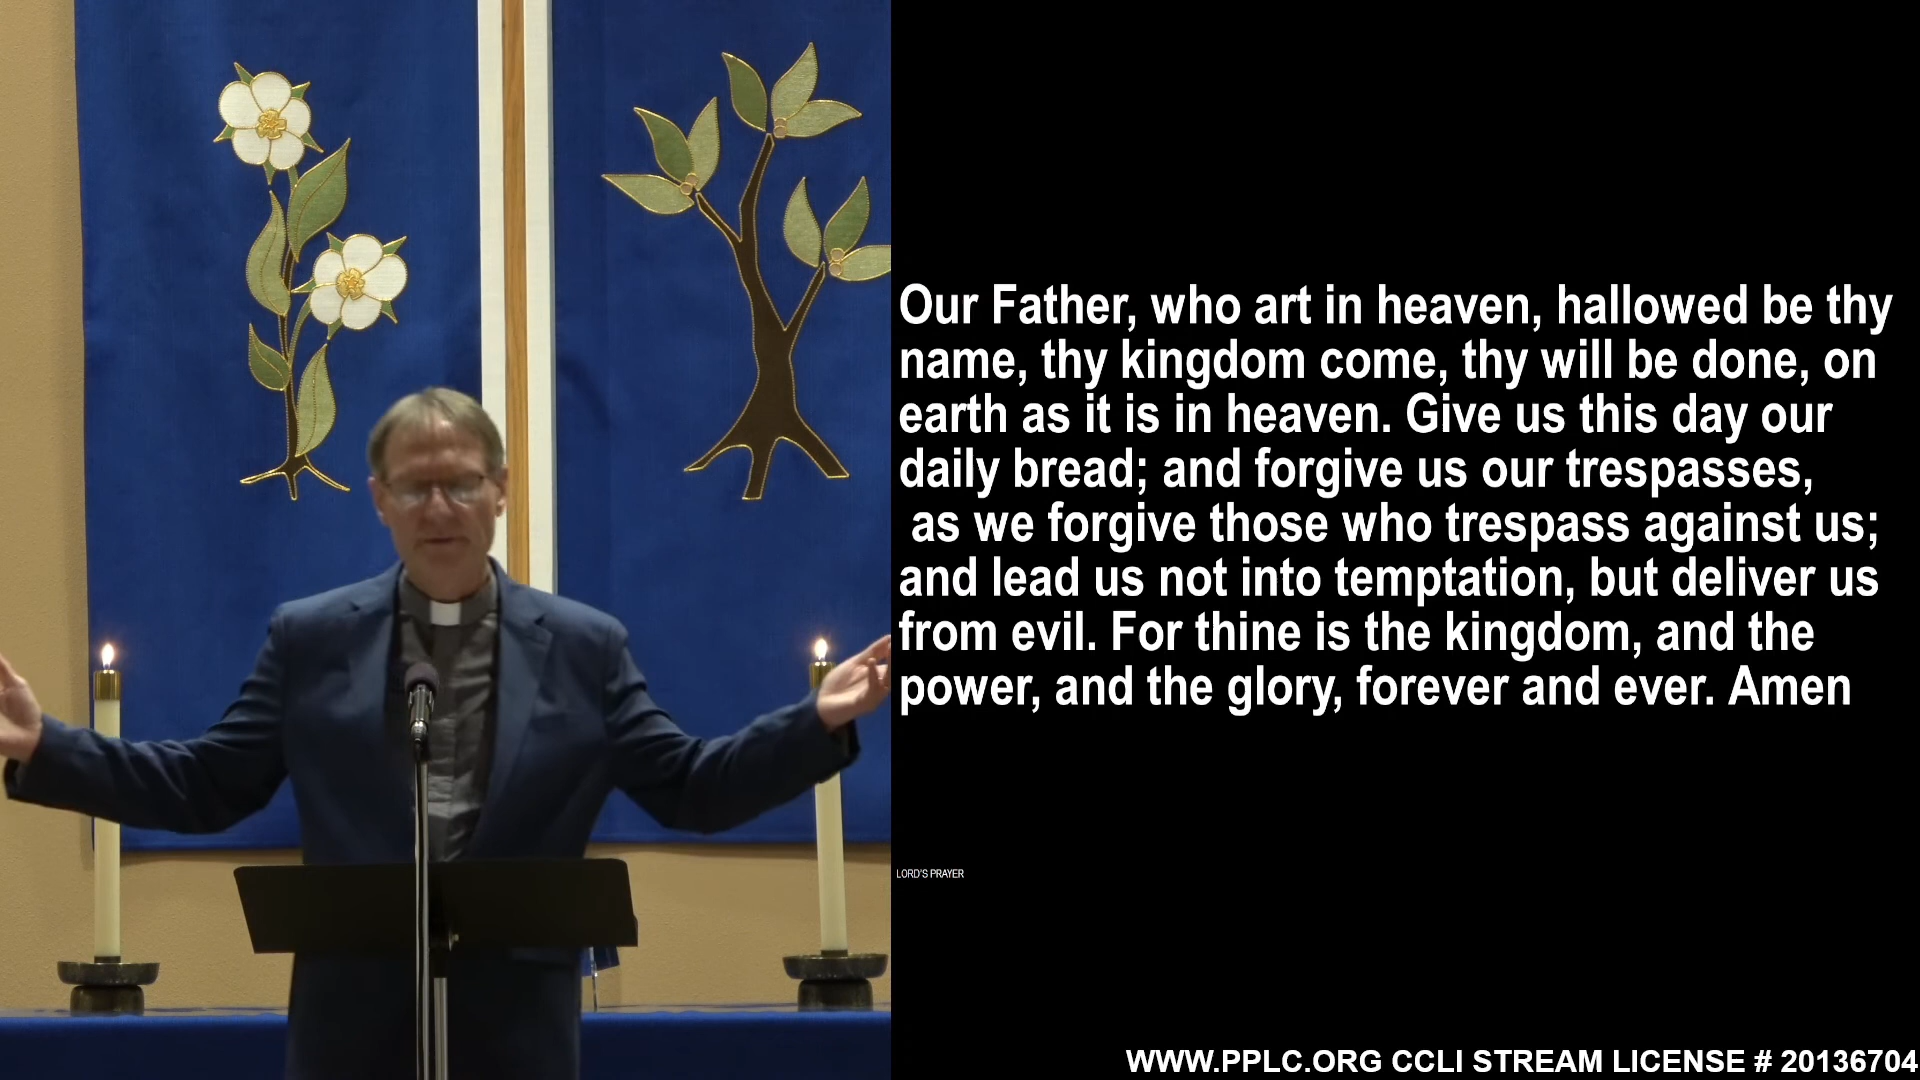 Our Father, who art in heaven, hallowed be thy
name, thy kingdom come, thy will be done, on
earth as it is in heaven. Give us this day our
daily bread; and forgive us our trespasses,
as we forgive those who trespass against us;
and lead us not into temptation, but deliver us
from evil. For thine is the kingdom, and the
power, and the glory, forever and ever. Amen
LORD'S PRAYER
WWW.PPLC.ORG CCLI STREAM LICENSE # 20136704